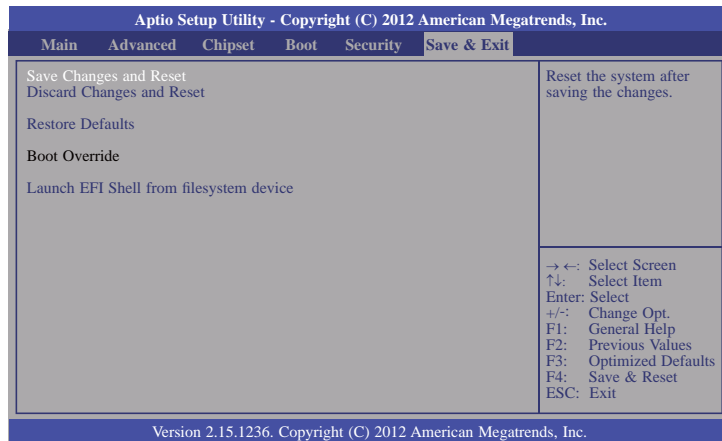 Aptio Setup Utility - Copyright (C) 2012 American Megatrends, Inc.
Main Advanced Chipset Boot Security Save & Exit
Save Changes and Reset
Discard Changes and Reset
Restore Defaults
Boot Override
Launch EFI Shell from filesystem device
Reset the system after
saving the changes.
→ ←: Select Screen
↑↓: Select Item
Enter: Select
+/-: Change Opt.
F1: General Help
F2: Previous Values
F3: Optimized Defaults
F4: Save & Reset
ESC: Exit
Version 2.15.1236. Copyright (C) 2012 American Megatrends, Inc.